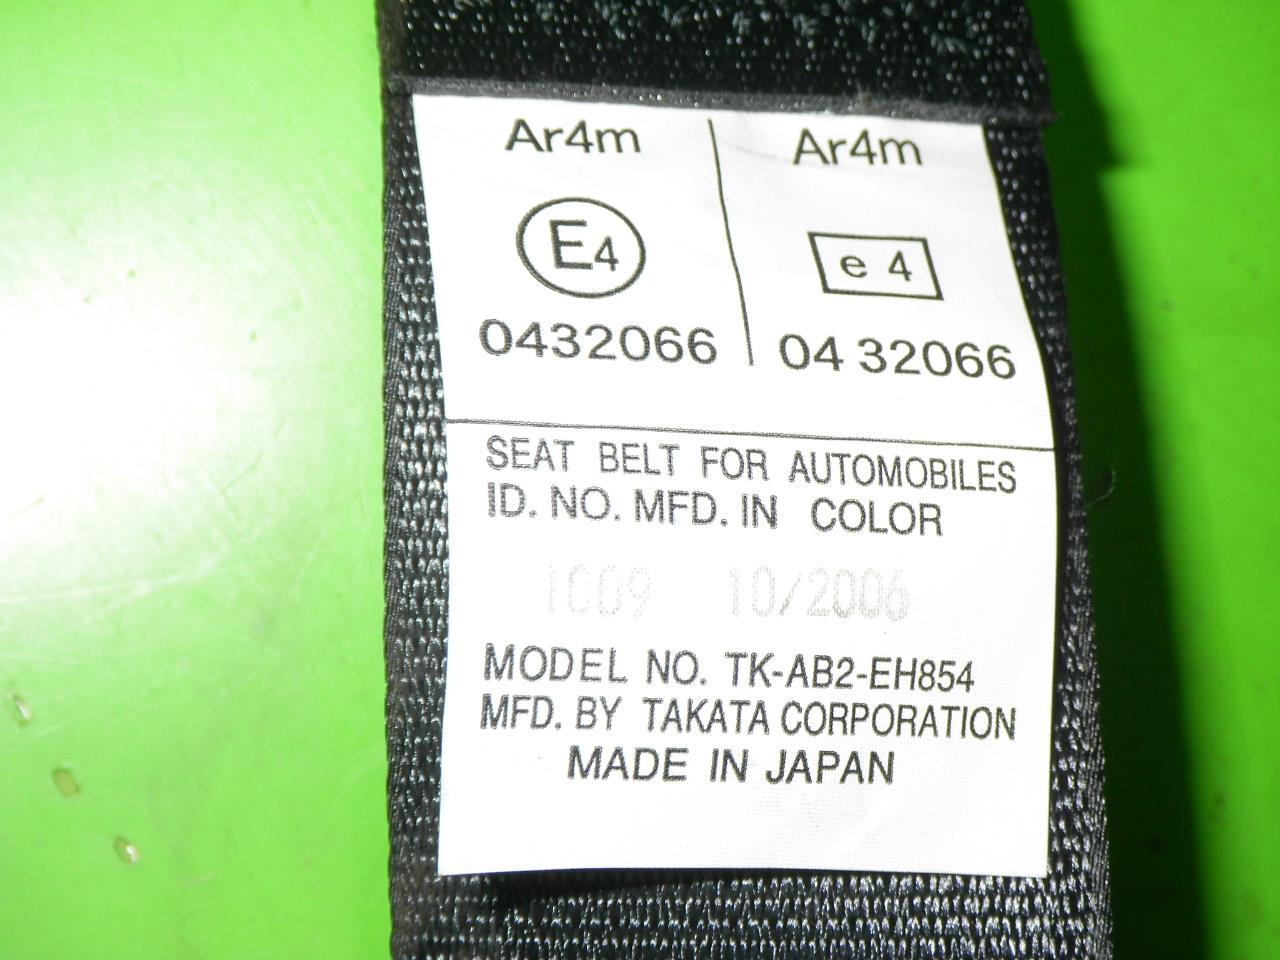 Ar4m Ar4m
E4 e 4
0432066 04 32066
SEAT BELT FOR AUTOMOBILES
ID. NO. MFD. IN COLOR
1009 10/2006
MODEL NO. TK-AB2-EH854
MFD. BY TAKATA CORPORATION
MADE IN JAPAN